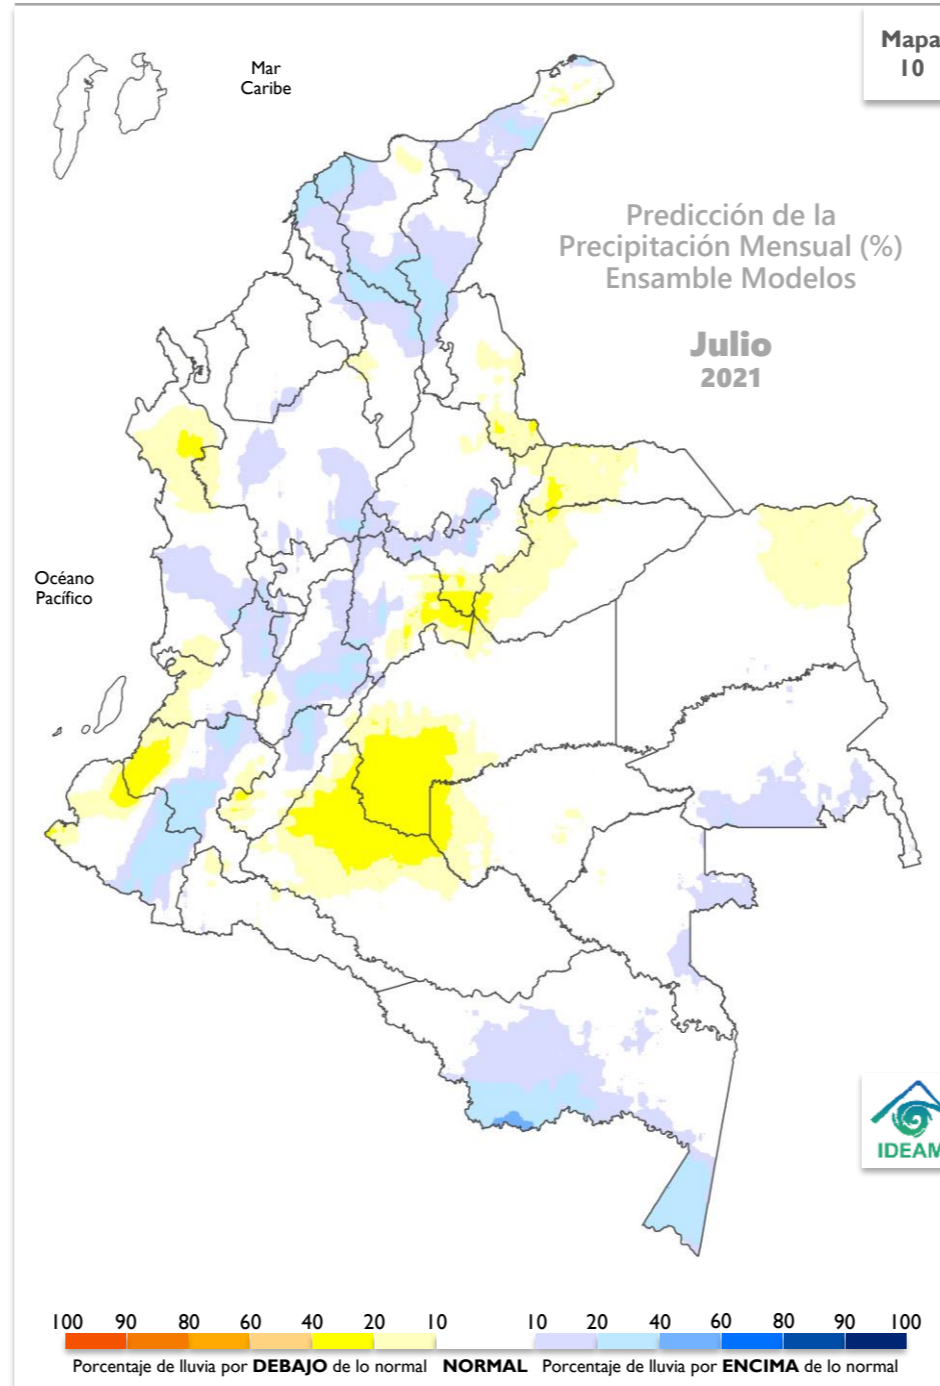 Mapa
10
Mar
Caribe
Predicción de la
Precipitación Mensual (%)
Ensamble Modelos
Julio
2021
Océano
Pacífico
IDEAM
100 90 80 60 40 20 10 10 20 40 60 80 90 100
Porcentaje de lluvia por DEBAJO de lo normal NORMAL Porcentaje de lluvia por ENCIMA de lo normal